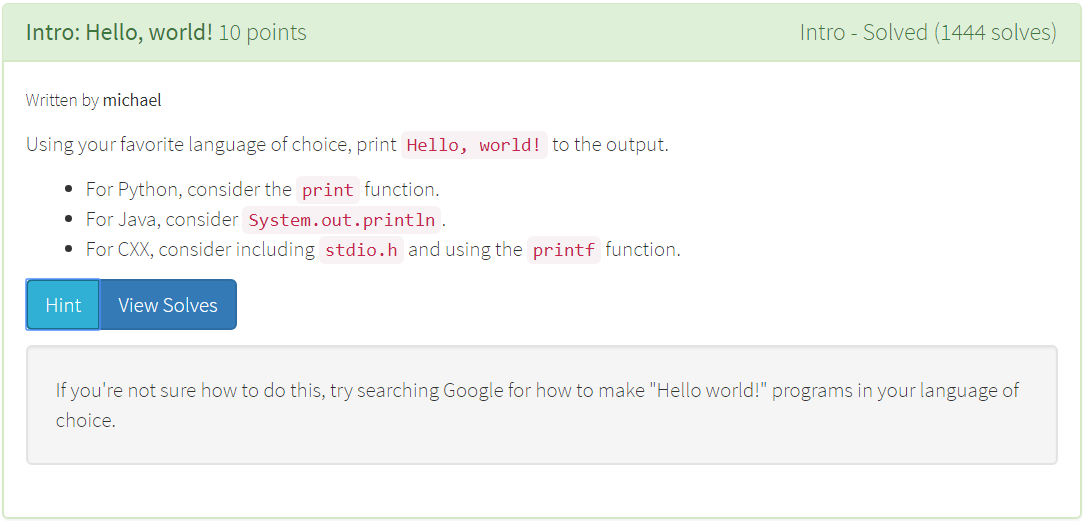 Intro: Hello, world! 10 points
Intro - Solved (1444 solves)
Written by michael
Using your favorite language of choice, print Hello, world! to the output.
• For Python, consider the print function.
• For Java, consider System.out.println.
• For CXX, consider including stdio.h and using the printf function.
Hint
View Solves
If you're not sure how to do this, try searching Google for how to make "Hello world!" programs in your language of
choice.